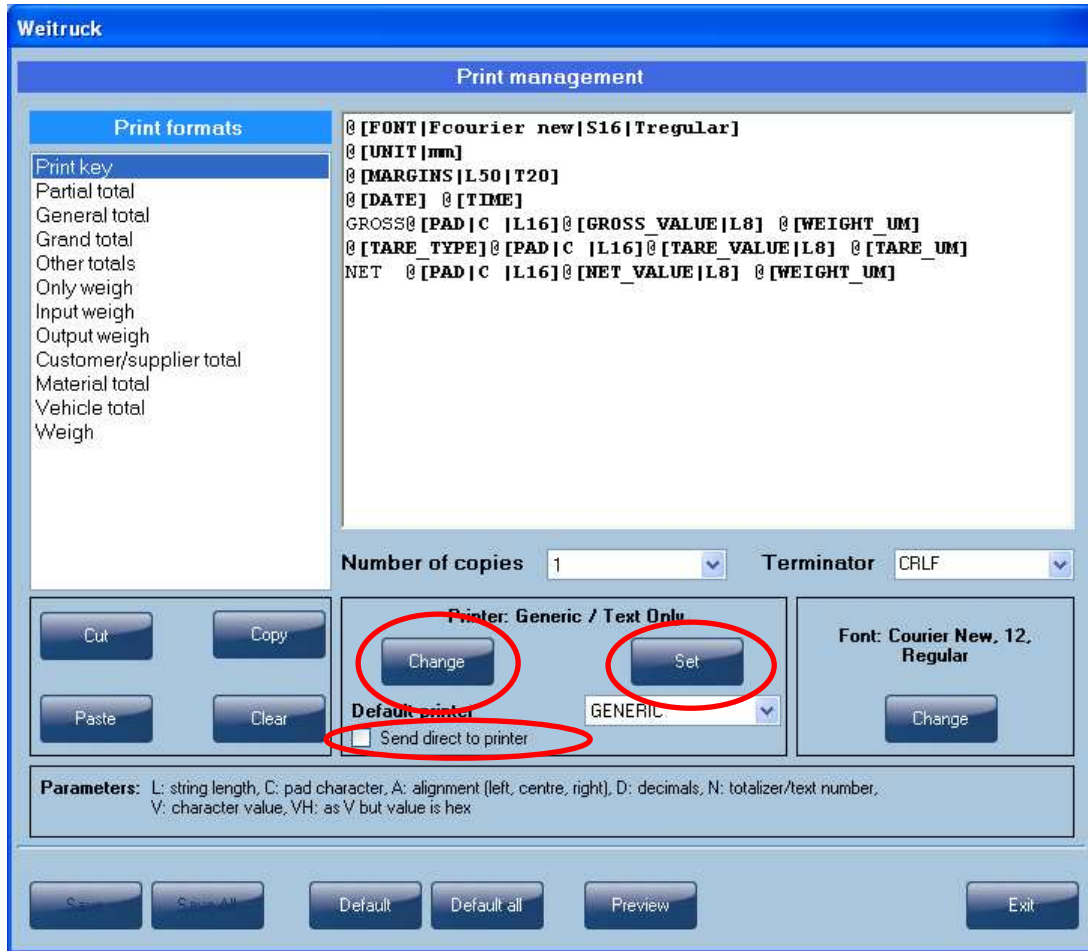 Weitruck
Print management
Print formats
Print key
Partial total
General total
Grand total
Other totals
Only weigh
Input weigh
Output weigh
Customer/supplier total
Material total
Vehicle total
Weigh
@[FONT|Fcourier new|S16|Tregular]
@[UNIT|mm]
@[MARGINS|L50|T20]
@[DATE] @[TIME]
GROSS@[PAD|C |L16]@[GROSS_VALUE|L8] @[WEIGHT_UM]
@[TARE_TYPE]@[PAD|C |L16]@[TARE_VALUE|L8] @[TARE_UM]
NET  @[PAD|C |L16]@[NET_VALUE|L8] @[WEIGHT_UM]
Number of copies 1 Terminator CRLF
Cut Copy
Paste Clear
Printer: Generic / Text Only
Change Set
Default printer GENERIC
Send direct to printer
Font: Courier New, 12,
Regular
Change
Parameters: L: string length, C: pad character, A: alignment (left, centre, right), D: decimals, N: totalizer/text number,
V: character value, VH: as V but value is hex
Save Save All Default Default all Preview Exit